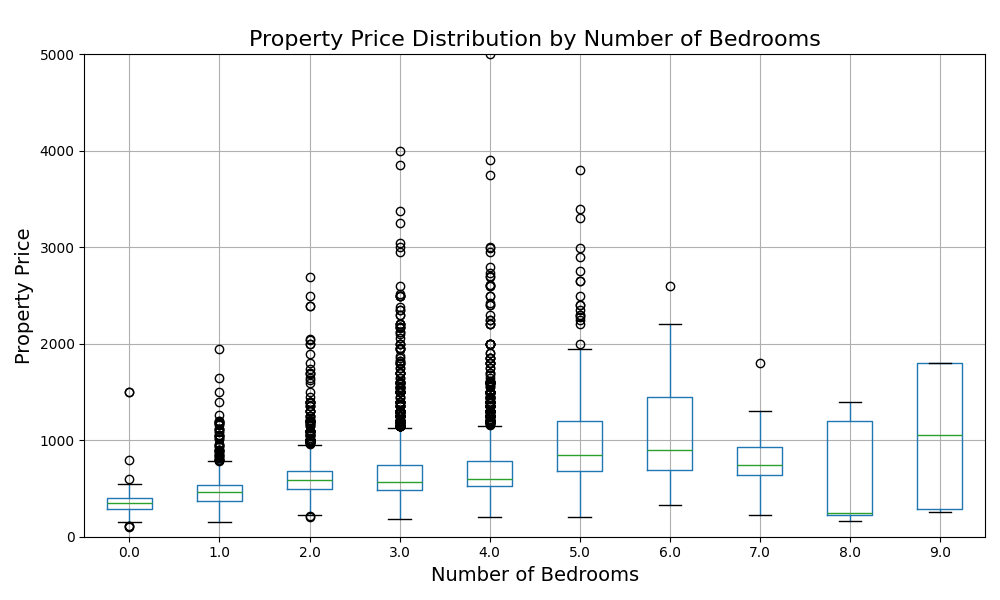 Property Price Distribution by Number of Bedrooms
5000
4000
3000
2000
1000
0
Property Price
0.0 1.0 2.0 3.0 4.0 5.0 6.0 7.0 8.0 9.0
Number of Bedrooms